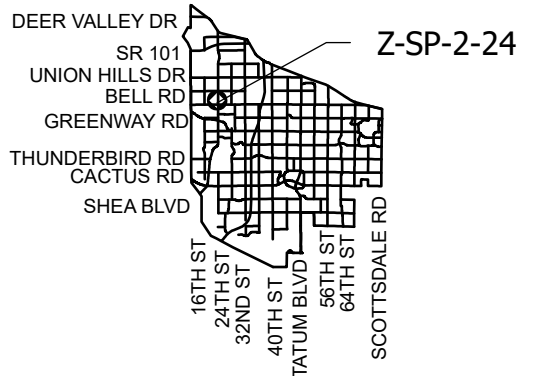 DEER VALLEY DR
Z-SP-2-24
SR 101
UNION HILLS DR
BELL RD
GREENWAY RD
THUNDERBIRD RD
CACTUS RD
SHEA BLVD
16TH ST
24TH ST
32ND ST
40TH ST
TATUM BLVD
56TH ST
64TH ST
SCOTTSDALE RD